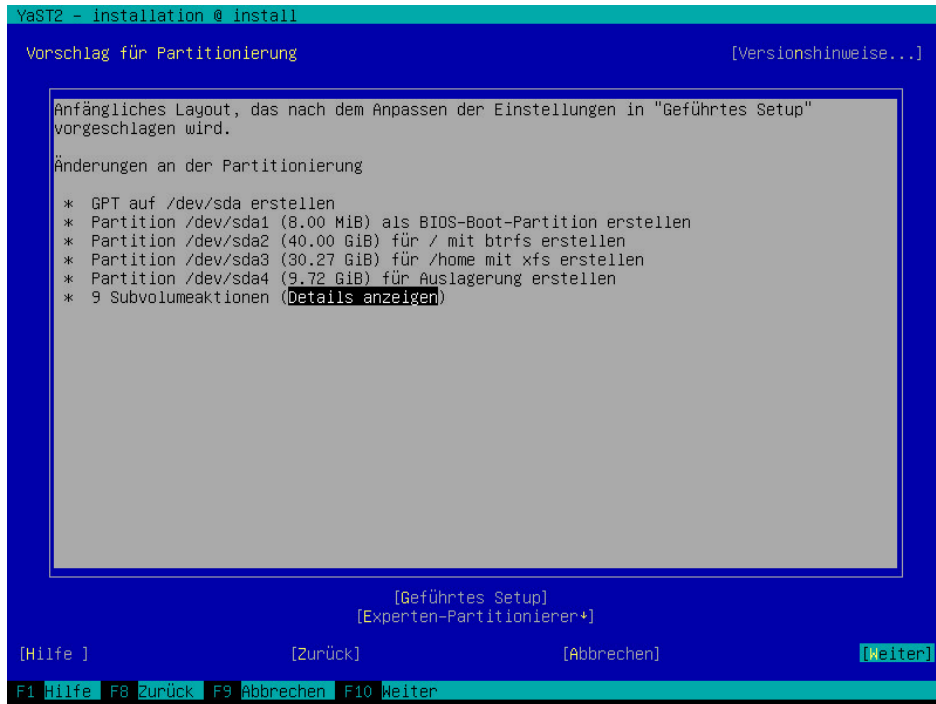 YaST2 - installation @ install
Vorschlag für Partitionierung [Versionshinweise...]
Anfängliches Layout, das nach dem Anpassen der Einstellungen in "Geführtes Setup"
vorgeschlagen wird.
Änderungen an der Partitionierung
* GPT auf /dev/sda erstellen
* Partition /dev/sda1 (8.00 MiB) als BIOS-Boot-Partition erstellen
* Partition /dev/sda2 (40.00 GiB) für / mit btrfs erstellen
* Partition /dev/sda3 (30.27 GiB) für /home mit xfs erstellen
* Partition /dev/sda4 (9.72 GiB) für Auslagerung erstellen
* 9 Subvolumeaktionen (Details anzeigen)
[Geführtes Setup]
[Experten-Partitionierer↓]
[Hilfe ] [Zurück] [Abbrechen] [Weiter]
F1 Hilfe F8 Zurück F9 Abbrechen F10 Weiter